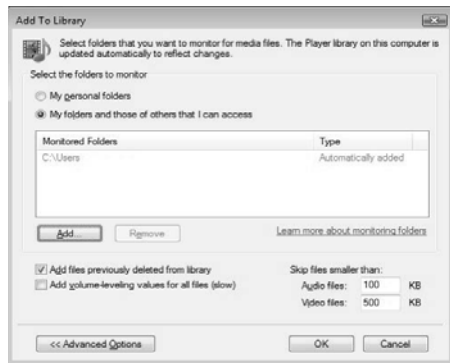 Add To Library
Select folders that you want to monitor for media files. The Player library on this computer is
updated automatically to reflect changes.
Select the folders to monitor
My personal folders
My folders and those of others that I can access
Monitored Folders Type
C:\Users Automatically added
Add... Remove Learn more about monitoring folders
Add files previously deleted from library Skip files smaller than:
Add volume-leveling values for all files (slow) Audio files: 100 KB
Video files: 500 KB
<< Advanced Options OK Cancel